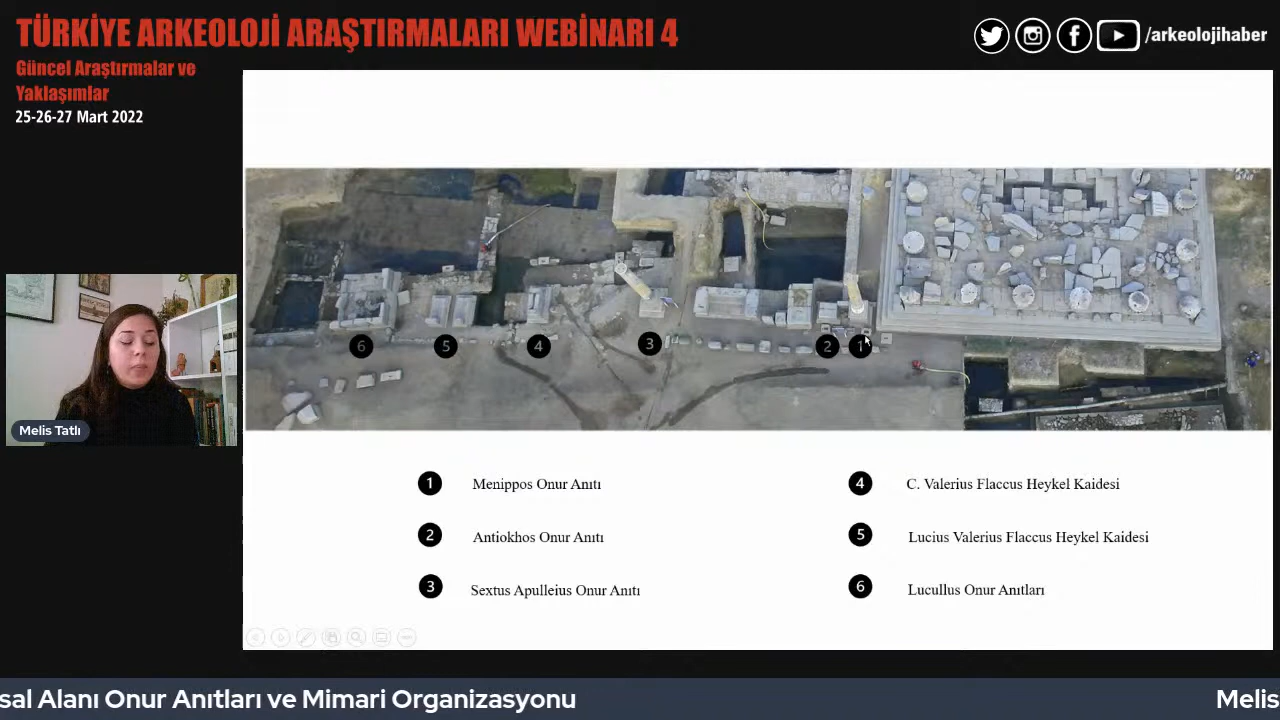 TÜRKİYE ARKEOLOJİ ARAŞTIRMALARI WEBİNARI 4
Güncel Araştırmalar ve
Yaklaşımlar
25-26-27 Mart 2022
/arkeolojihaber
Melis Tatlı
6 5 4 3 2 1
1 Menippos Onur Anıtı
2 Antiokhos Onur Anıtı
3 Sextus Apulleius Onur Anıtı
4 C. Valerius Flaccus Heykel Kaidesi
5 Lucius Valerius Flaccus Heykel Kaidesi
6 Lucullus Onur Anıtları
sal Alanı Onur Anıtları ve Mimari Organizasyonu
Melis